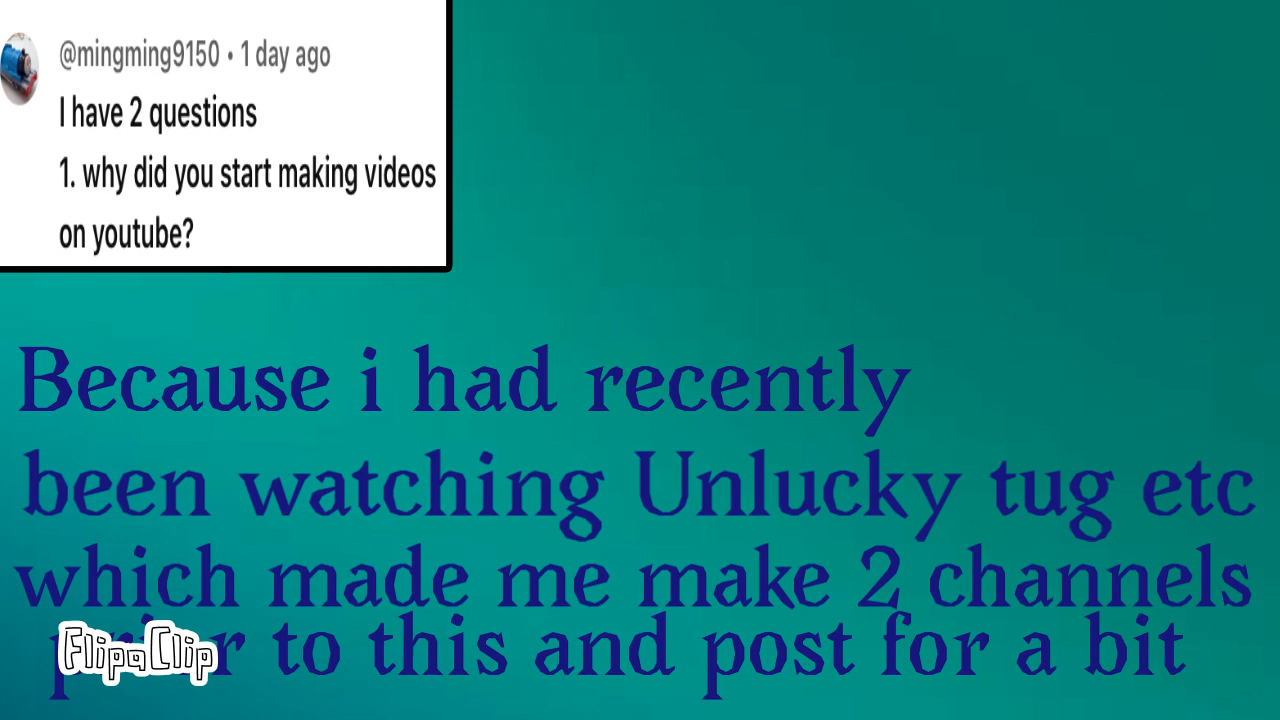 @mingming9150 • 1 day ago
I have 2 questions
1. why did you start making videos
on youtube?
Because i had recently
been watching Unlucky tug etc
which made me make 2 channels
prior to this and post for a bit
FlipaClip